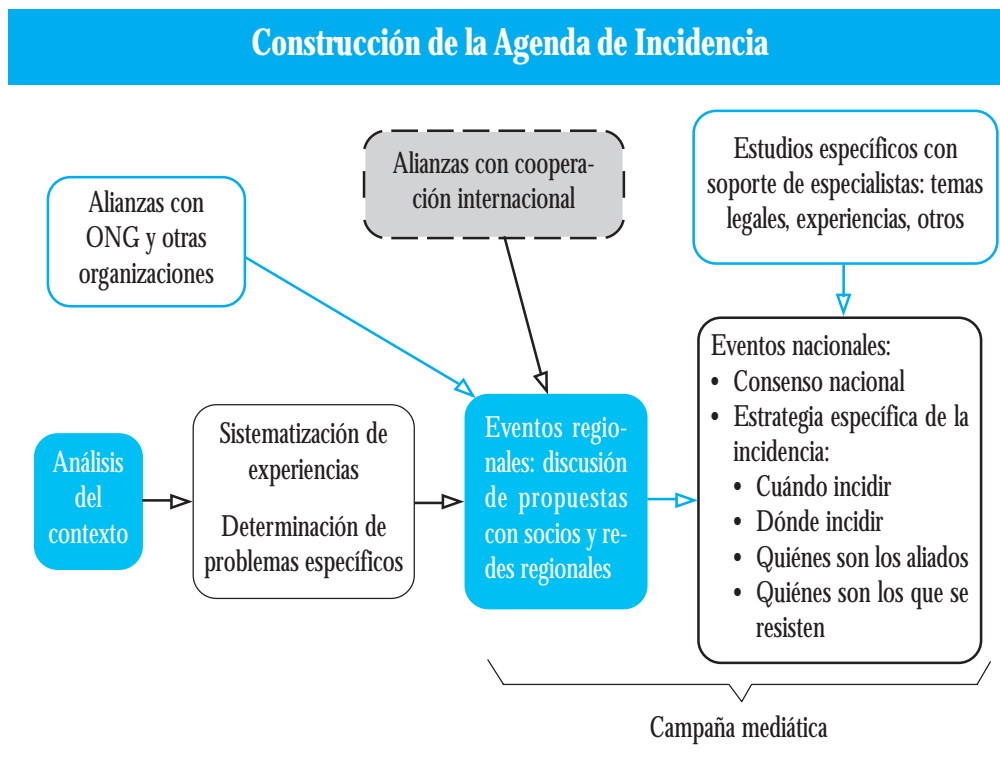 Construcción de la Agenda de Incidencia
Alianzas con
ONG y otras
organizaciones
Alianzas con coopera-
ción internacional
Estudios específicos con
soporte de especialistas: temas
legales, experiencias, otros
Análisis
del
contexto
Sistematización de
experiencias
Determinación de
problemas específicos
Eventos regio-
nales: discusión
de propuestas
con socios y re-
des regionales
Eventos nacionales:
• Consenso nacional
• Estrategia específica de la
incidencia:
• Cuándo incidir
• Dónde incidir
• Quiénes son los aliados
• Quiénes son los que se
resisten
Campaña mediática